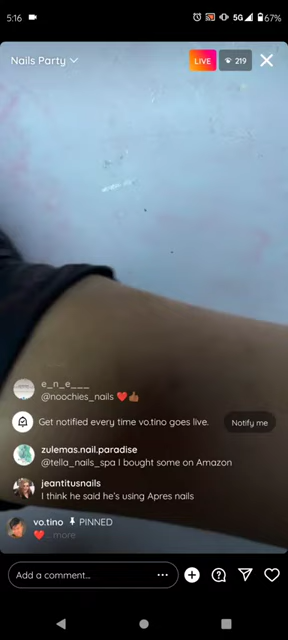 5:16
5G 67%
Nails Party
LIVE
219
e_n_e___
@noochies_nails ❤️👍🏾
Get notified every time vo.tino goes live.
Notify me
zulemas.nail.paradise
@tella_nails_spa I bought some on Amazon
jeantitusnails
I think he said he's using Apres nails
vo.tino PINNED
❤️... more
Add a comment...